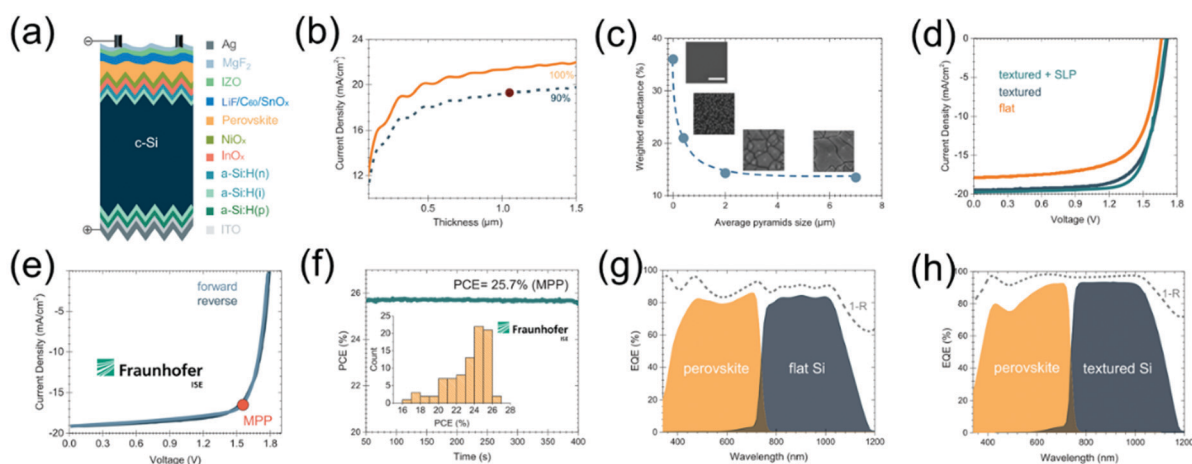 (a)
Ag
MgF₂
IZO
LiF/C₆₀/SnOₓ
Perovskite
NiOₓ
InOₓ
a-Si:H(n)
a-Si:H(i)
a-Si:H(p)
ITO
c-Si
⊖
⊕
(b)
Current Density (mA/cm²)
24
22
20
18
16
14
12
100%
90%
0.5
1.0
1.5
Thickness (μm)
(c)
Weighted reflectance (%)
40
35
30
25
20
15
10
0
2
4
6
8
Average pyramids size (μm)
(d)
Current Density (mA/cm²)
0
-5
-10
-15
-20
textured + SLP
textured
flat
0.0
0.3
0.6
0.9
1.2
1.5
1.8
Voltage (V)
(e)
Current Density (mA/cm²)
0
-5
-10
-15
-20
forward
reverse
Fraunhofer
ISE
MPP
0.0
0.3
0.6
0.9
1.2
1.5
1.8
Voltage (V)
(f)
PCE (%)
28
26
24
22
20
PCE= 25.7% (MPP)
Count
25
20
15
10
5
0
Fraunhofer
ISE
16 18 20 22 24 26 28
PCE (%)
50 100 150 200 250 300 350 400
Time (s)
(g)
EQE (%)
100
80
60
40
20
0
1-R
perovskite
flat Si
400
600
800
1000
1200
Wavelength (nm)
(h)
EQE (%)
100
80
60
40
20
0
1-R
perovskite
textured Si
400
600
800
1000
1200
Wavelength (nm)